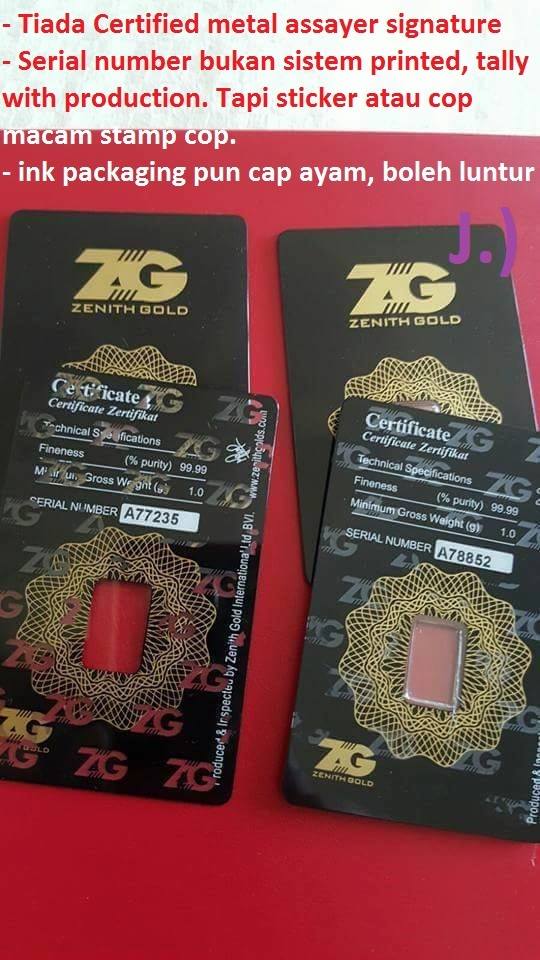 - Tiada Certified metal assayer signature
- Serial number bukan sistem printed, tally
with production. Tapi sticker atau cop
macam stamp cop.
- ink packaging pun cap ayam, boleh luntur
J.)
ZG
ZENITH GOLD
ZG
ZENITH GOLD
Certificate
Certificate Zertifikat
Technical Specifications
Fineness (% purity) 99.99
Minimum Gross Weight (g) 1.0
SERIAL NUMBER A77235
www.zenithgolds.com
Produced & Inspected by Zenith Gold International Ltd, BVI.
ZG
ZENITH GOLD
Certificate
Certificate Zertifikat
Technical Specifications
Fineness (% purity) 99.99
Minimum Gross Weight (g) 1.0
SERIAL NUMBER A78852
ZG
ZENITH GOLD
Produced &